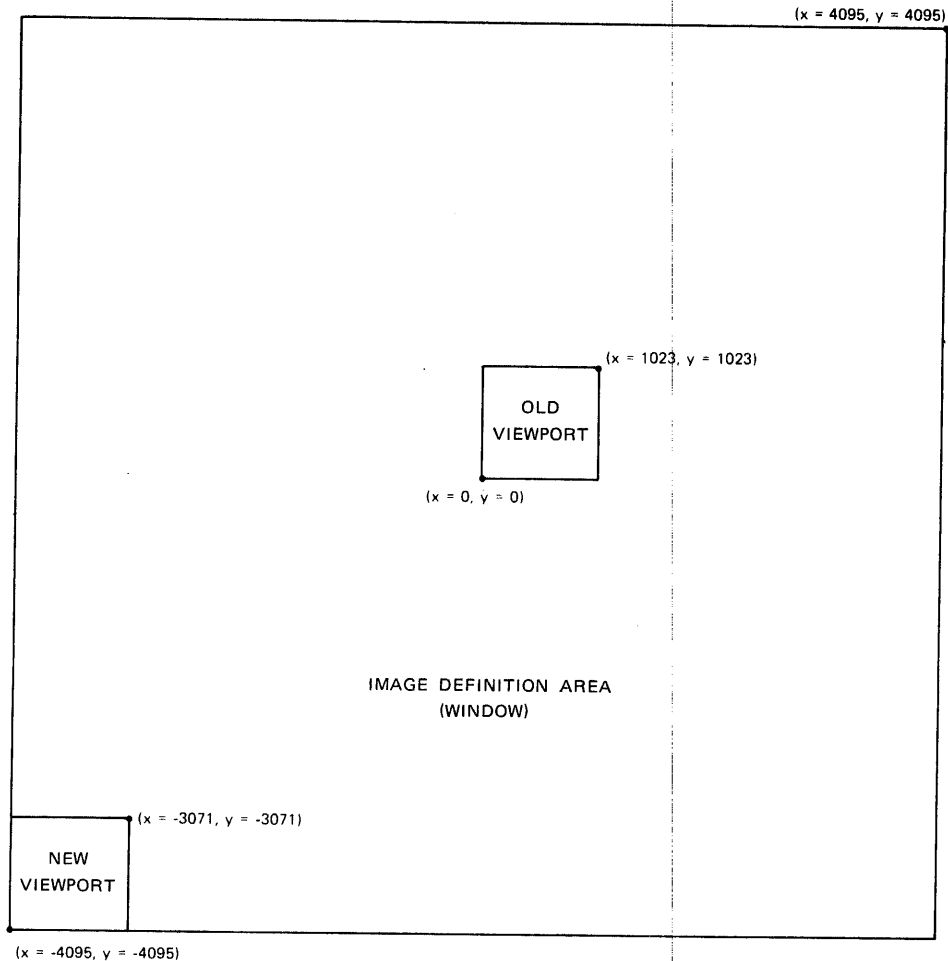 (x = 4095, y = 4095)
(x = 1023, y = 1023)
OLD
VIEWPORT
(x = 0, y = 0)
IMAGE DEFINITION AREA
(WINDOW)
(x = -3071, y = -3071)
NEW
VIEWPORT
(x = -4095, y = -4095)